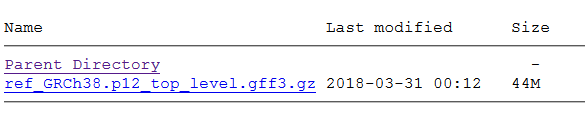 Name Last modified Size
Parent Directory -
ref_GRCh38.p12_top_level.gff3.gz 2018-03-31 00:12 44M